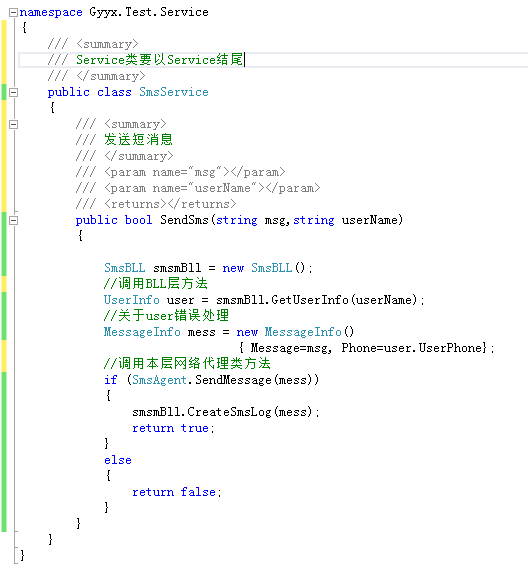 namespace Gyyx.Test.Service
{
/// <summary>
/// Service类要以Service结尾
/// </summary>
public class SmsService
{
/// <summary>
/// 发送短消息
/// </summary>
/// <param name="msg"></param>
/// <param name="userName"></param>
/// <returns></returns>
public bool SendSms(string msg,string userName)
{
SmsBLL smsmBll = new SmsBLL();
//调用BLL层方法
UserInfo user = smsmBll.GetUserInfo(userName);
//关于user错误处理
MessageInfo mess = new MessageInfo()
{ Message=msg, Phone=user.UserPhone};
//调用本层网络代理类方法
if (SmsAgent.SendMessage(mess))
{
smsmBll.CreateSmsLog(mess);
return true;
}
else
{
return false;
}
}
}
}